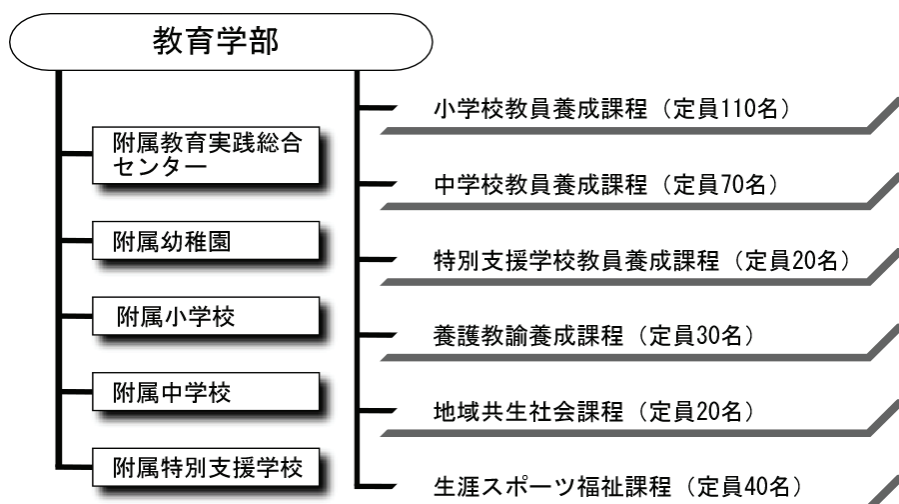 教育学部
附属教育実践総合
センター
附属幼稚園
附属小学校
附属中学校
附属特別支援学校
小学校教員養成課程（定員110名）
中学校教員養成課程（定員70名）
特別支援学校教員養成課程（定員20名）
養護教諭養成課程（定員30名）
地域共生社会課程（定員20名）
生涯スポーツ福祉課程（定員40名）